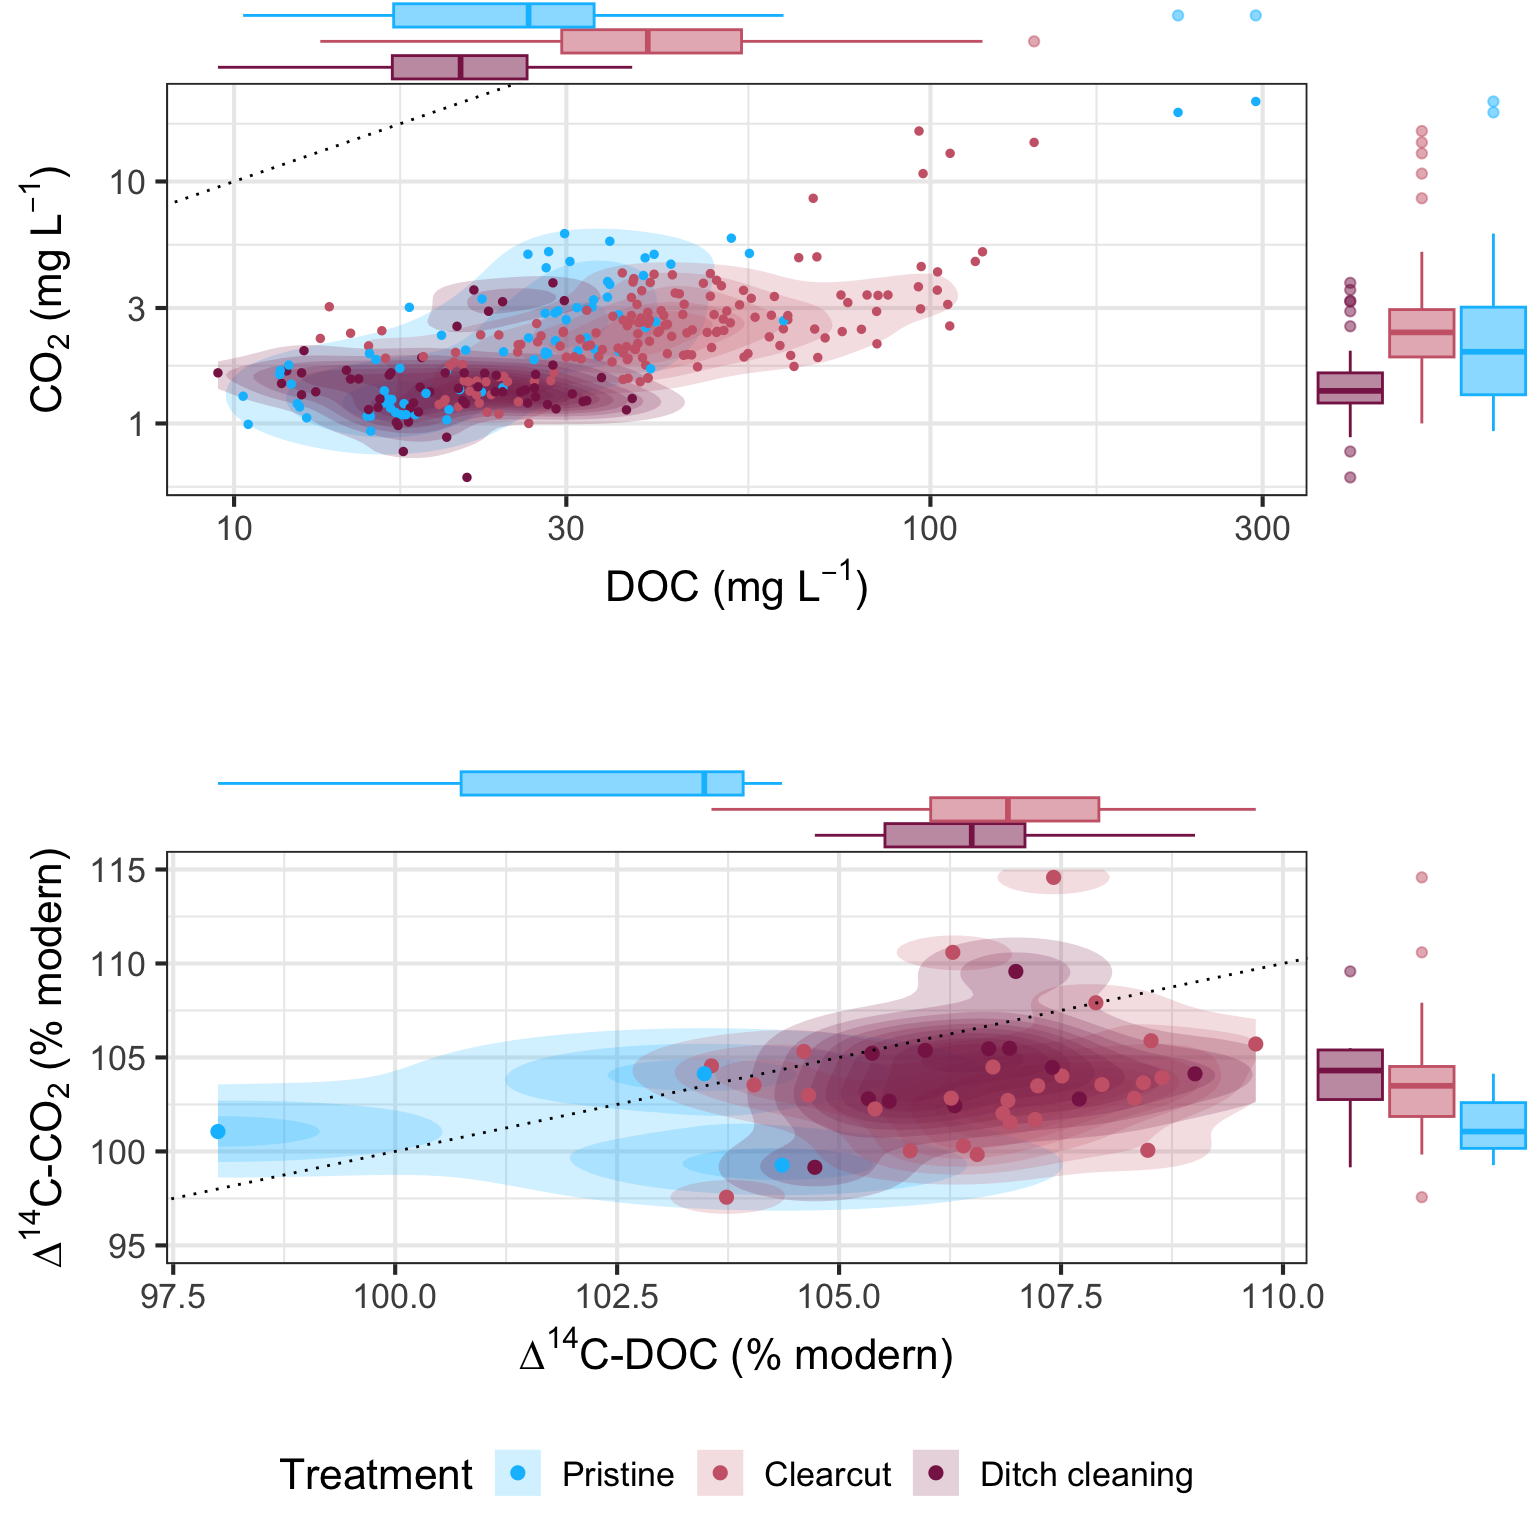 CO₂ (mg L⁻¹)
10
3
1
10 30 100 300
DOC (mg L⁻¹)
Δ¹⁴C-CO₂ (% modern)
115
110
105
100
95
97.5 100.0 102.5 105.0 107.5 110.0
Δ¹⁴C-DOC (% modern)
Treatment Pristine Clearcut Ditch cleaning